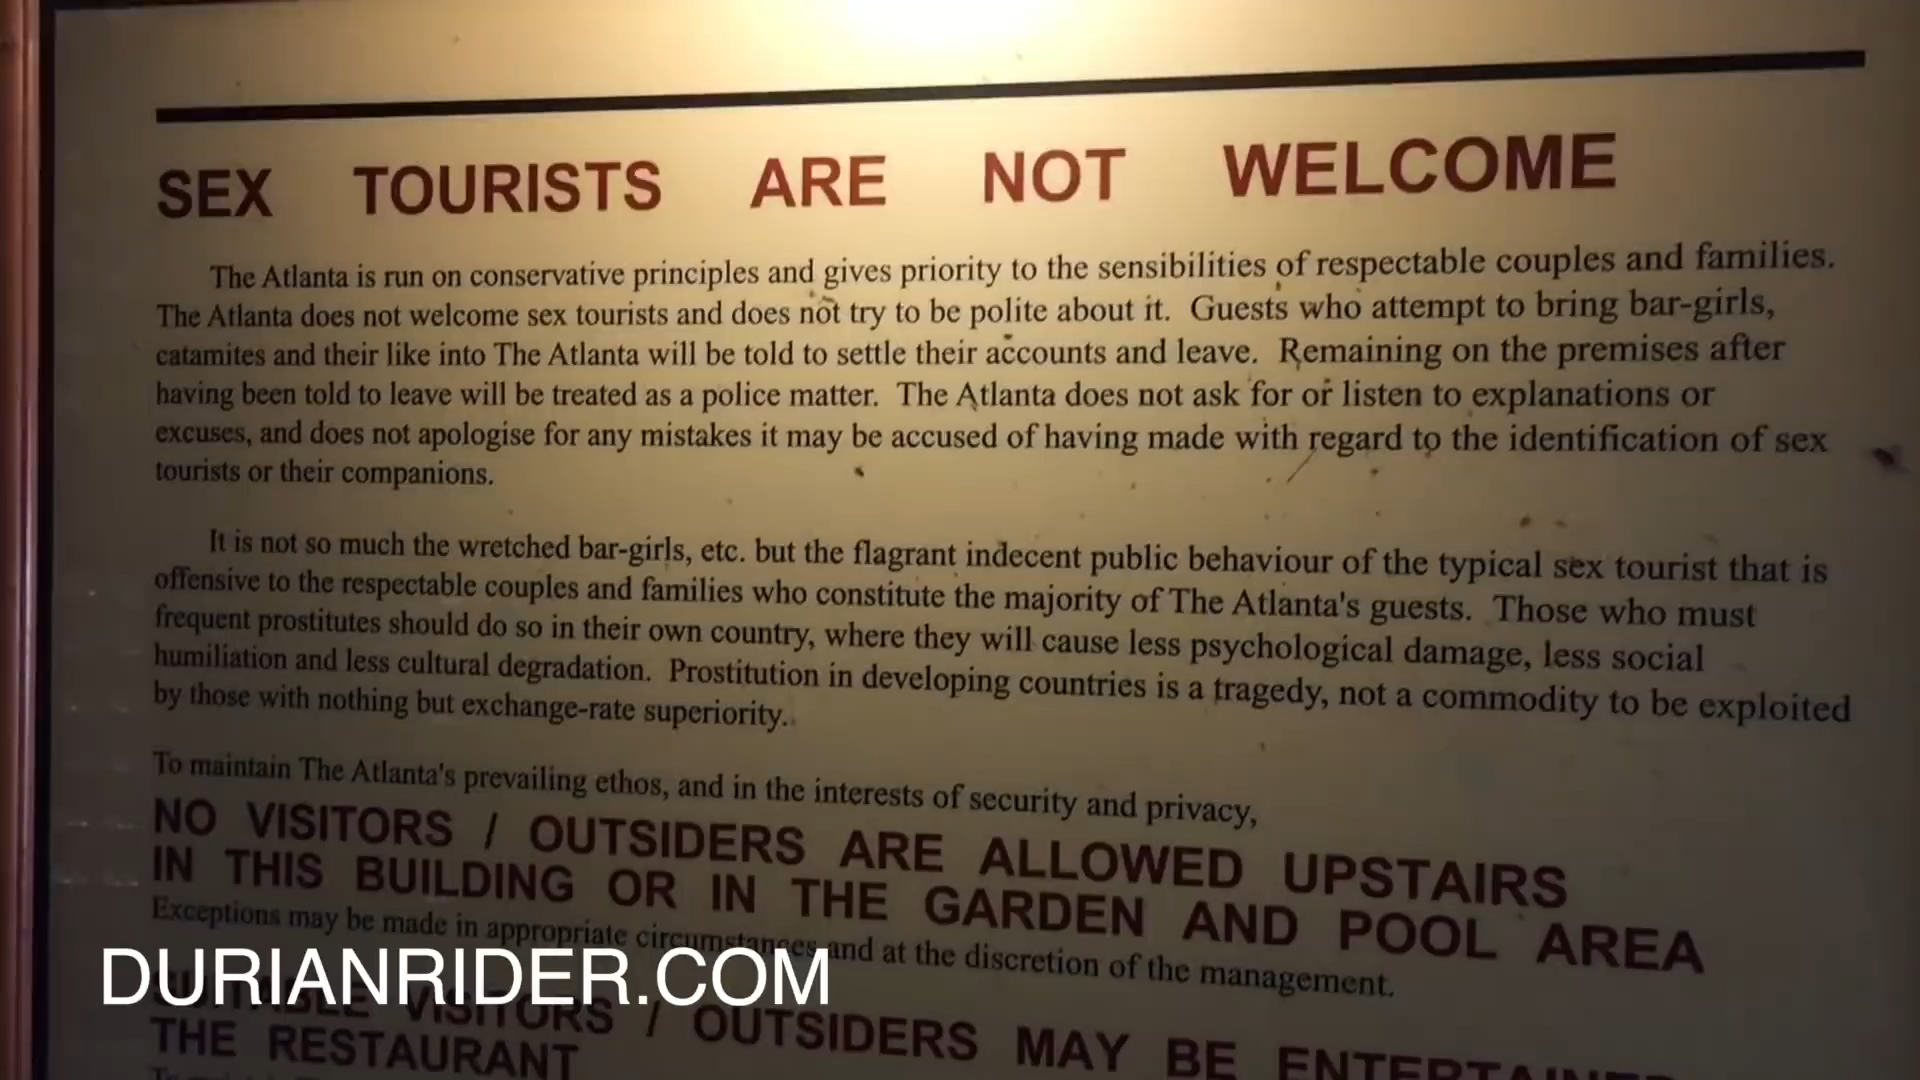 SEX TOURISTS ARE NOT WELCOME
The Atlanta is run on conservative principles and gives priority to the sensibilities of respectable couples and families.
The Atlanta does not welcome sex tourists and does not try to be polite about it. Guests who attempt to bring bar-girls,
catamites and their like into The Atlanta will be told to settle their accounts and leave. Remaining on the premises after
having been told to leave will be treated as a police matter. The Atlanta does not ask for or listen to explanations or
excuses, and does not apologise for any mistakes it may be accused of having made with regard to the identification of sex
tourists or their companions.
It is not so much the wretched bar-girls, etc. but the flagrant indecent public behaviour of the typical sex tourist that is
offensive to the respectable couples and families who constitute the majority of The Atlanta's guests. Those who must
frequent prostitutes should do so in their own country, where they will cause less psychological damage, less social
humiliation and less cultural degradation. Prostitution in developing countries is a tragedy, not a commodity to be exploited
by those with nothing but exchange-rate superiority.
To maintain The Atlanta's prevailing ethos, and in the interests of security and privacy,
NO VISITORS / OUTSIDERS ARE ALLOWED UPSTAIRS
IN THIS BUILDING OR IN THE GARDEN AND POOL AREA
Exceptions may be made in appropriate circumstances and at the discretion of the management.
DURIANRIDER.COM
VISITORS / OUTSIDERS MAY BE
THE RESTAURANT